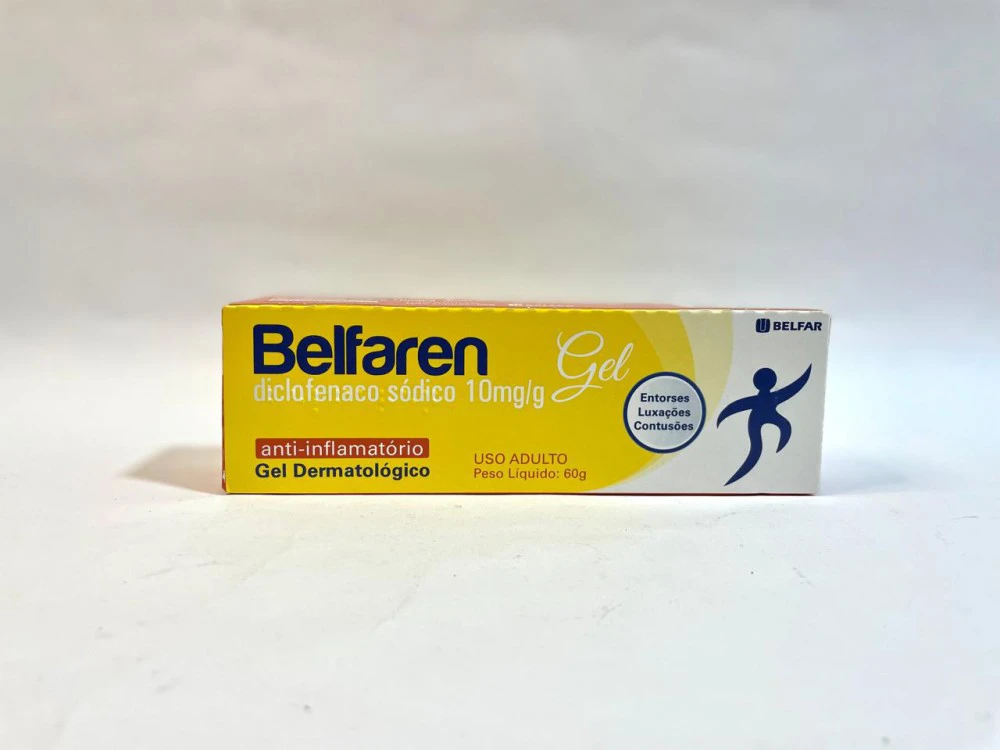 Belfaren Gel
diclofenaco sódico 10mg/g
anti-inflamatório
Gel Dermatológico
USO ADULTO
Peso Líquido: 60g
Entorses
Luxações
Contusões
BELFAR